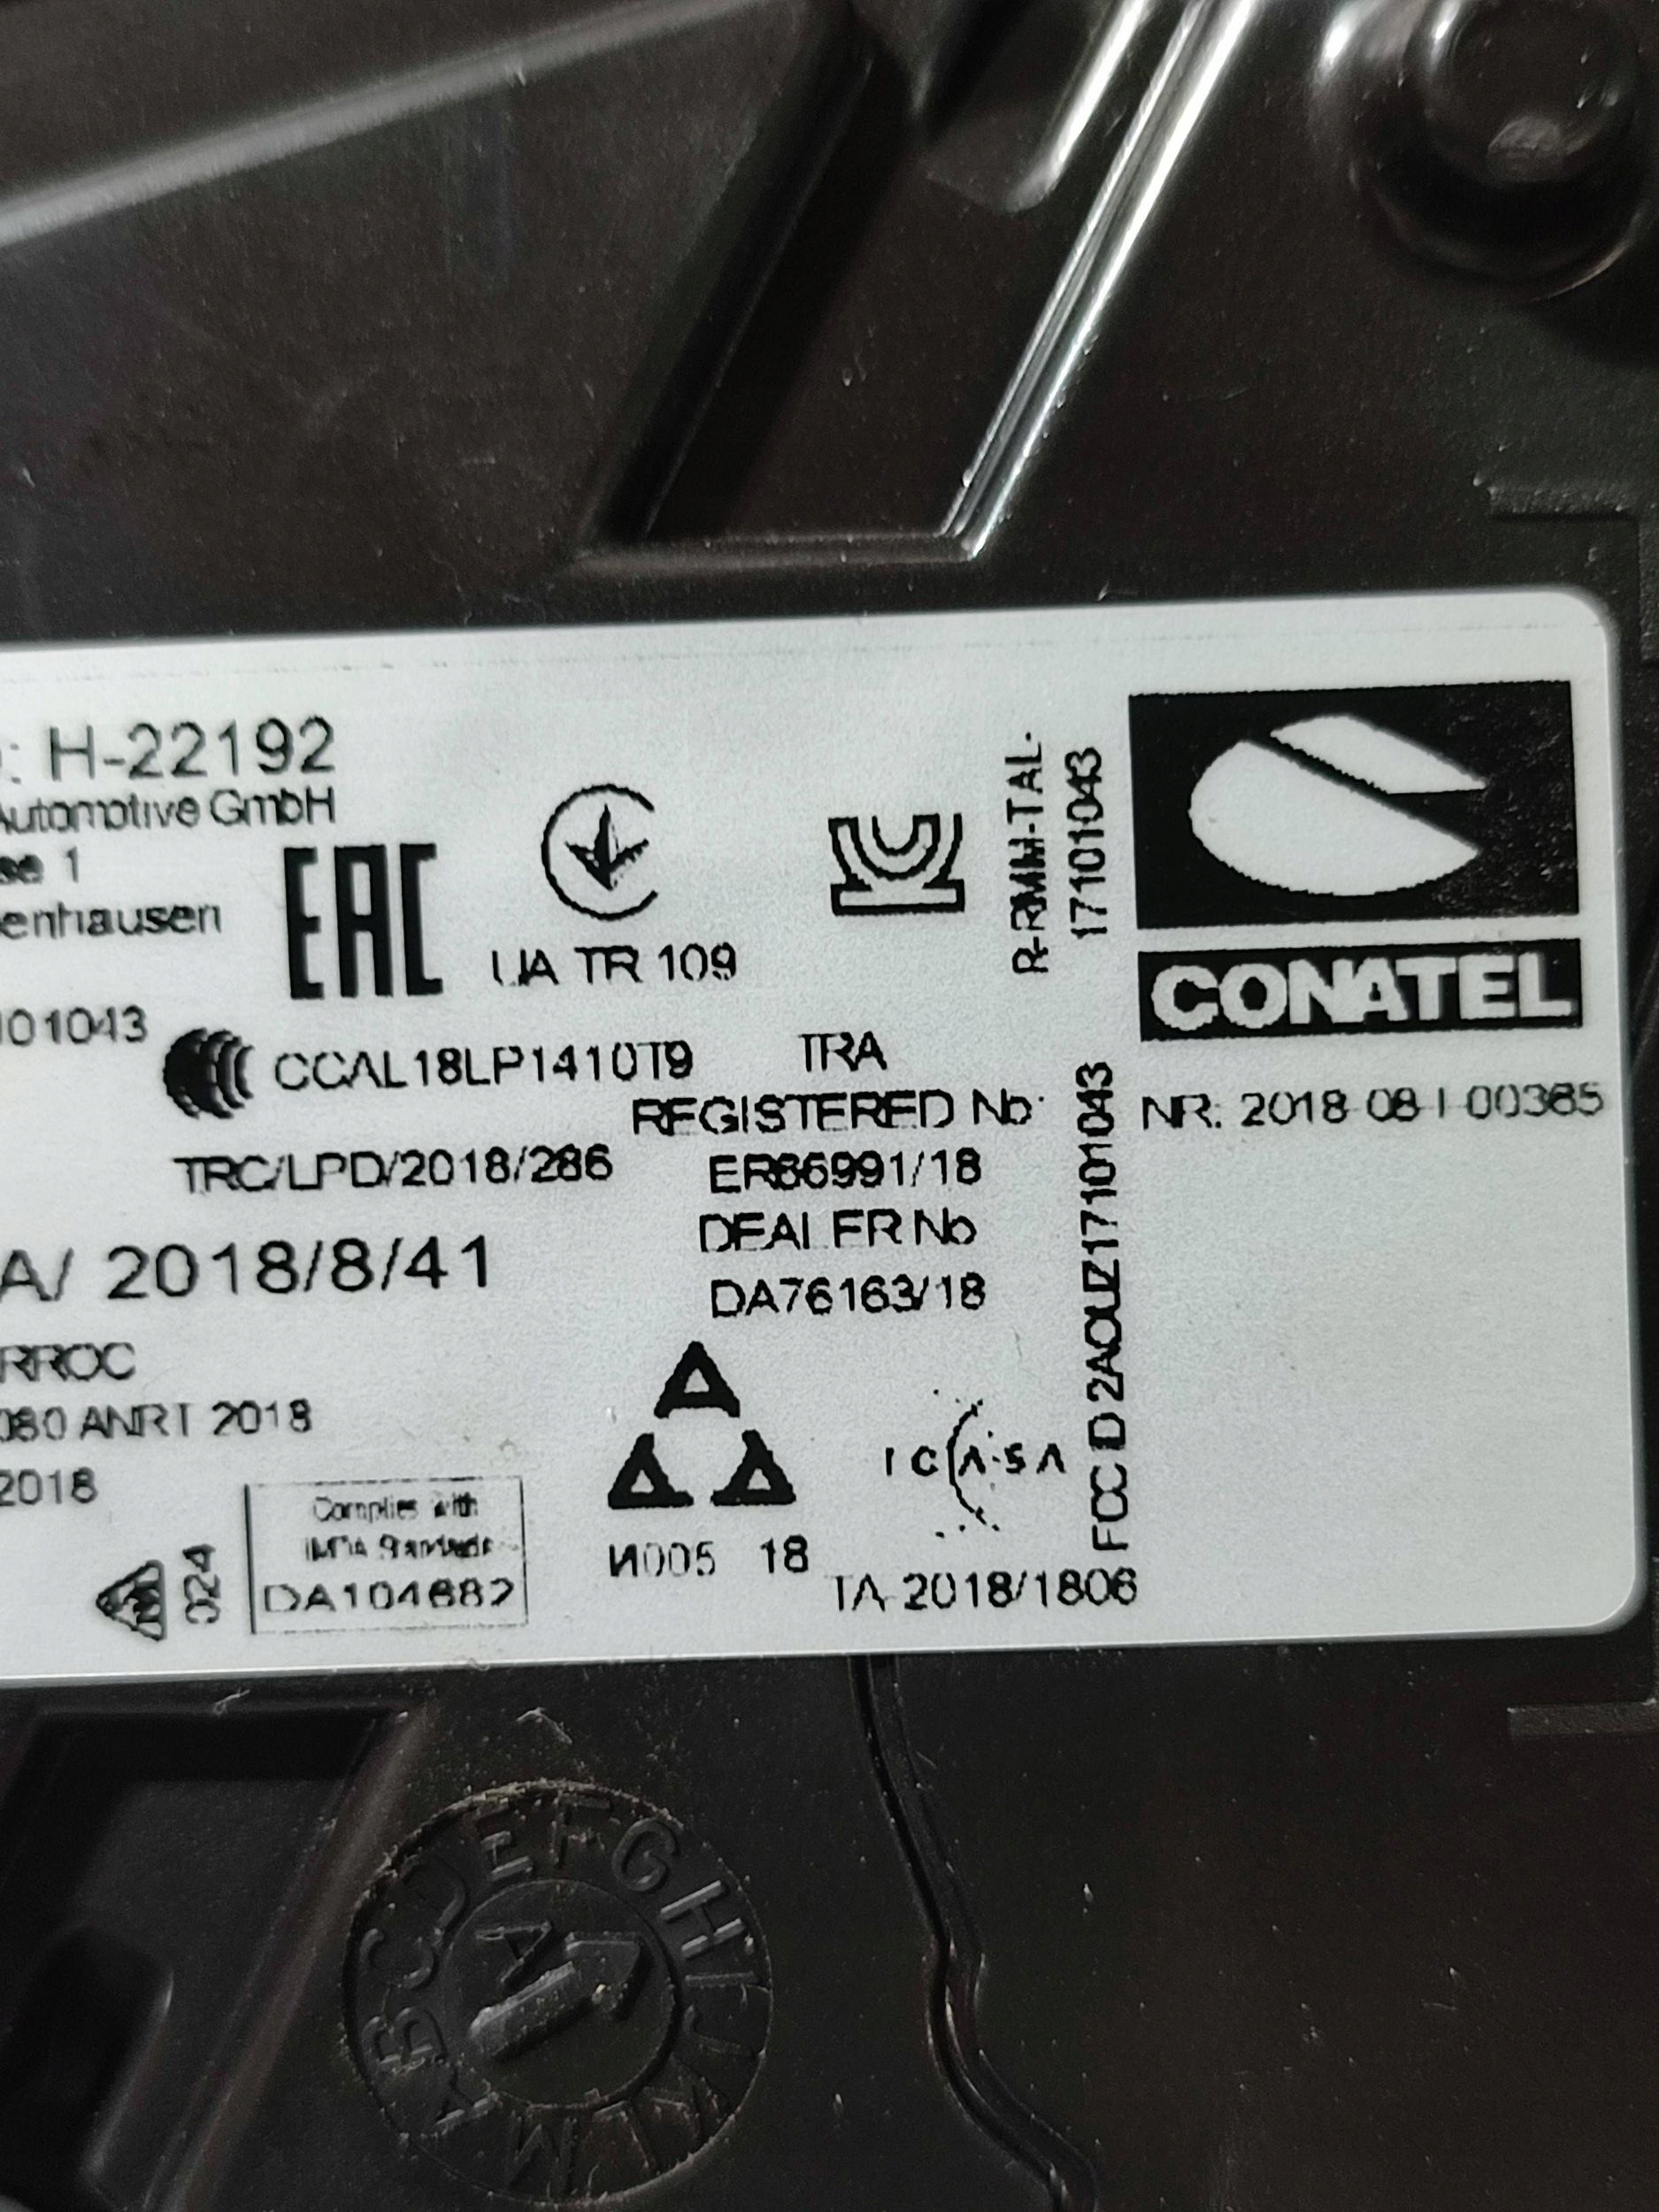 : H-22192
Automotive GmbH
se 1
enhausen
EAC
UA TR 109
R-RMM-TAL-
17101043
CONATEL
101043
CCAL18LP1410T9
TRA
REGISTERED No:
NR: 2018-08-I-00365
TRC/LPD/2018/286
ER66991/18
DEALER No
A/ 2018/8/41
DA76163/18
FCC ID 2AOUZ17101043
RROC
080 ANRT 2018
2018
ICASA
024
Complies with
IMDA Standards
DA104682
И005 18
TA-2018/1806
A B C D E F G H I J K L M
A